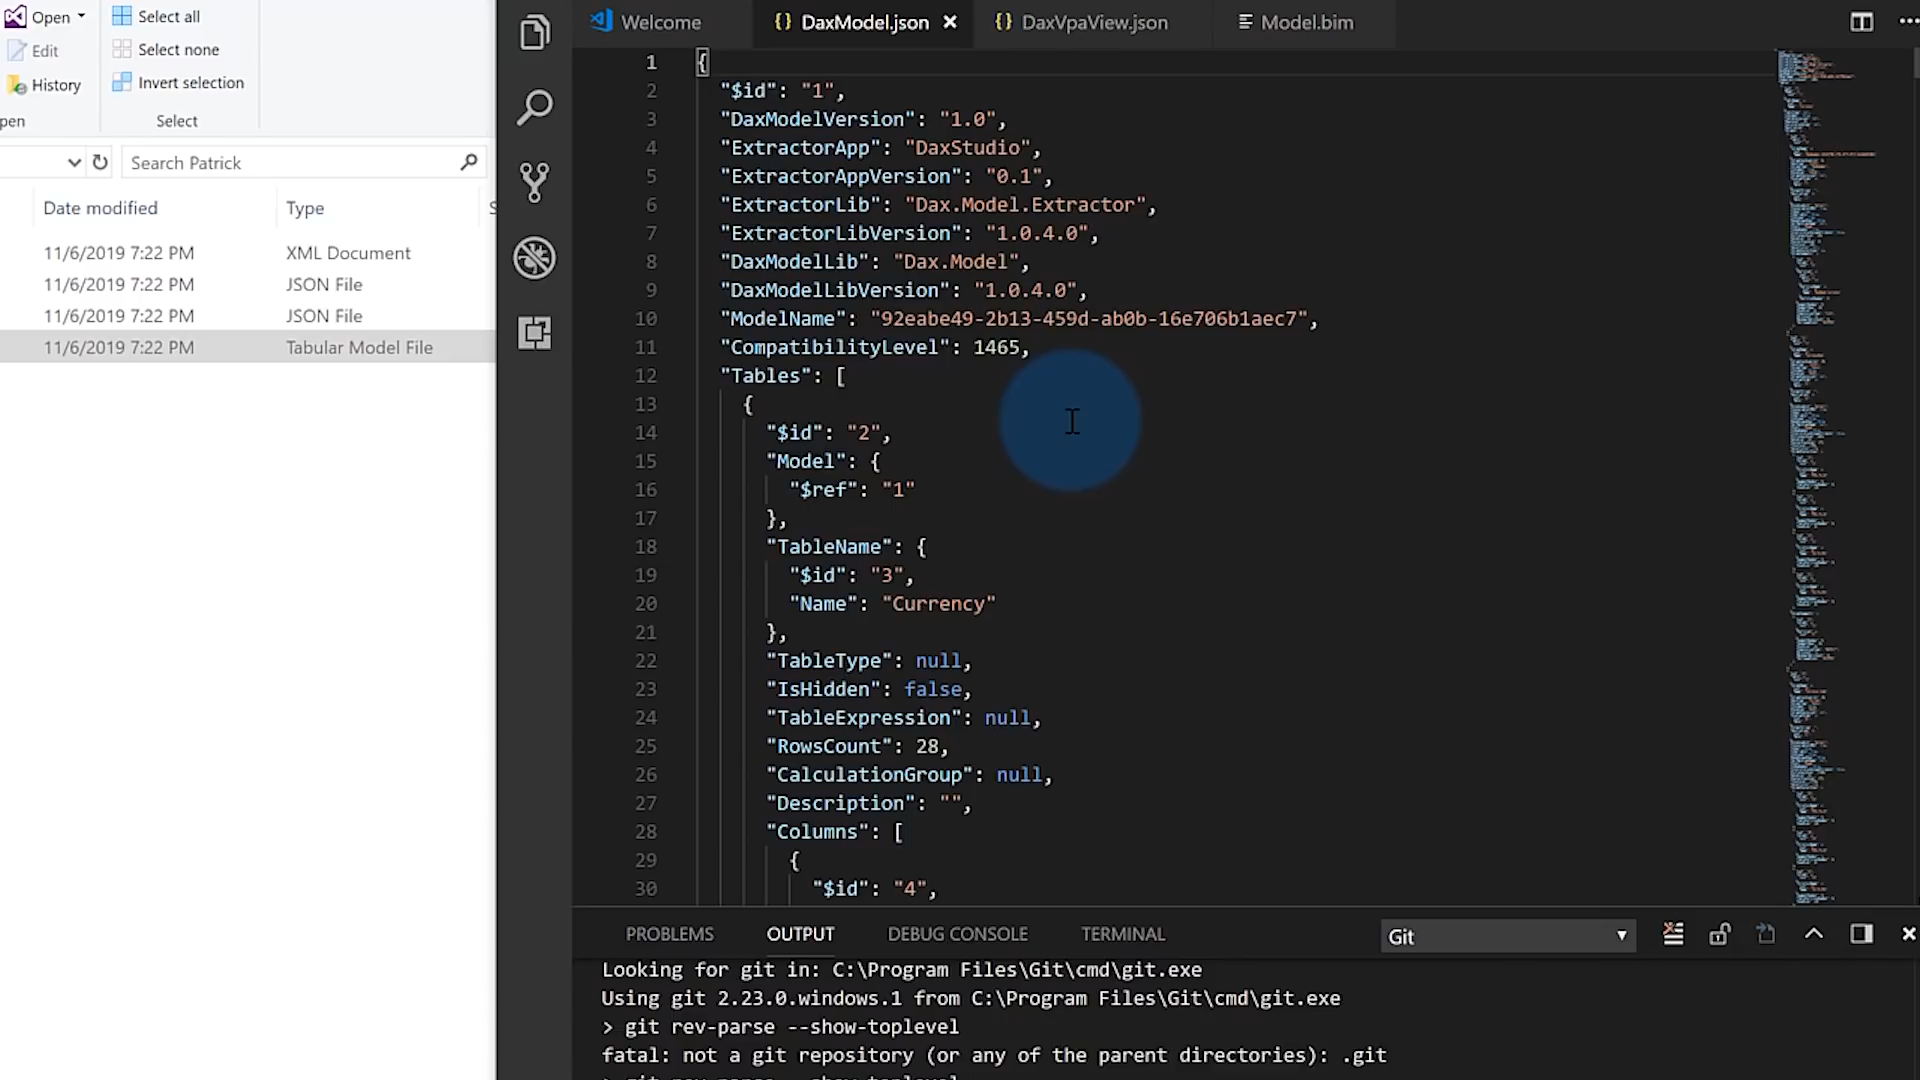 Open
Select all
Edit
Select none
History
Invert selection
pen
Select
Search Patrick
Date modified Type S
11/6/2019 7:22 PM XML Document
11/6/2019 7:22 PM JSON File
11/6/2019 7:22 PM JSON File
11/6/2019 7:22 PM Tabular Model File
Welcome {} DaxModel.json × {} DaxVpaView.json Model.bim
1 {
2 "$id": "1",
3 "DaxModelVersion": "1.0",
4 "ExtractorApp": "DaxStudio",
5 "ExtractorAppVersion": "0.1",
6 "ExtractorLib": "Dax.Model.Extractor",
7 "ExtractorLibVersion": "1.0.4.0",
8 "DaxModelLib": "Dax.Model",
9 "DaxModelLibVersion": "1.0.4.0",
10 "ModelName": "92eabe49-2b13-459d-ab0b-16e706b1aec7",
11 "CompatibilityLevel": 1465,
12 "Tables": [
13 {
14 "$id": "2",
15 "Model": {
16 "$ref": "1"
17 },
18 "TableName": {
19 "$id": "3",
20 "Name": "Currency"
21 },
22 "TableType": null,
23 "IsHidden": false,
24 "TableExpression": null,
25 "RowsCount": 28,
26 "CalculationGroup": null,
27 "Description": "",
28 "Columns": [
29 {
30 "$id": "4",
PROBLEMS OUTPUT DEBUG CONSOLE TERMINAL Git
Looking for git in: C:\Program Files\Git\cmd\git.exe
Using git 2.23.0.windows.1 from C:\Program Files\Git\cmd\git.exe
> git rev-parse --show-toplevel
fatal: not a git repository (or any of the parent directories): .git
> git rev-parse --show-toplevel